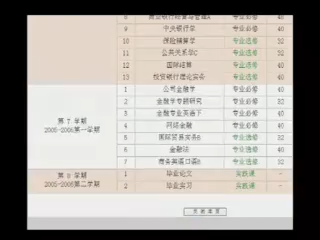 9 中央银行学 专业必修 40
10 保险精算学 专业选修 32
11 公共关系学C 专业选修 32
12 国际结算 专业选修 40
13 投资银行理论实务 专业选修 40
第 7 学期
2005-2006第一学期
1 公司金融学 专业必修 40
2 金融学专题研究 专业必修 32
3 金融专业英语下 专业必修 40
4 网络金融 专业必修 40
5 国际贸易实务B 专业选修 32
6 金融法 专业选修 40
7 商务英语口语B 专业选修 32
第 8 学期
2005-2006第二学期
1 毕业论文 实践课 -
2 毕业实习 实践课 -